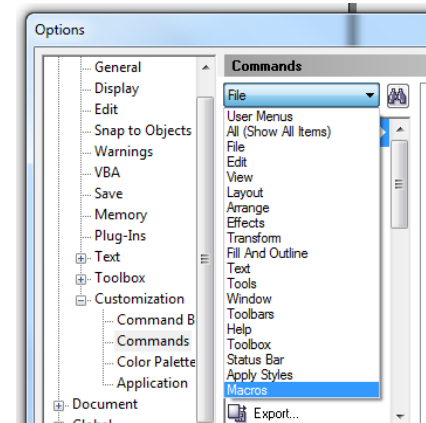 Options
General
Display
Edit
Snap to Objects
Warnings
VBA
Save
Memory
Plug-Ins
Text
Toolbox
Customization
Command B
Commands
Color Palette
Application
Document
Commands
File
User Menus
All (Show All Items)
File
Edit
View
Layout
Arrange
Effects
Transform
Fill And Outline
Text
Tools
Window
Toolbars
Help
Toolbox
Status Bar
Apply Styles
Macros
Export...